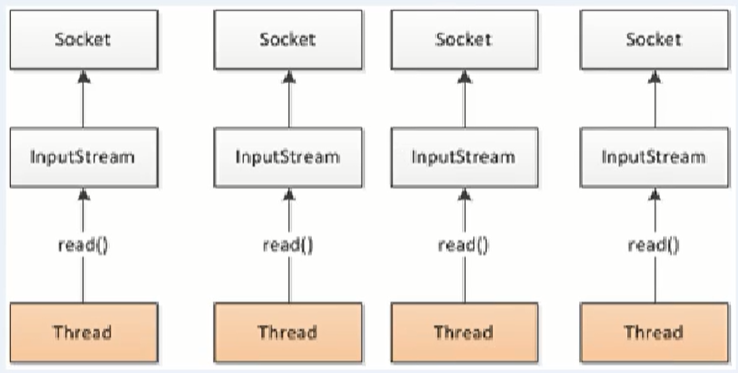 Socket Socket Socket Socket
InputStream InputStream InputStream InputStream
read() read() read() read()
Thread Thread Thread Thread